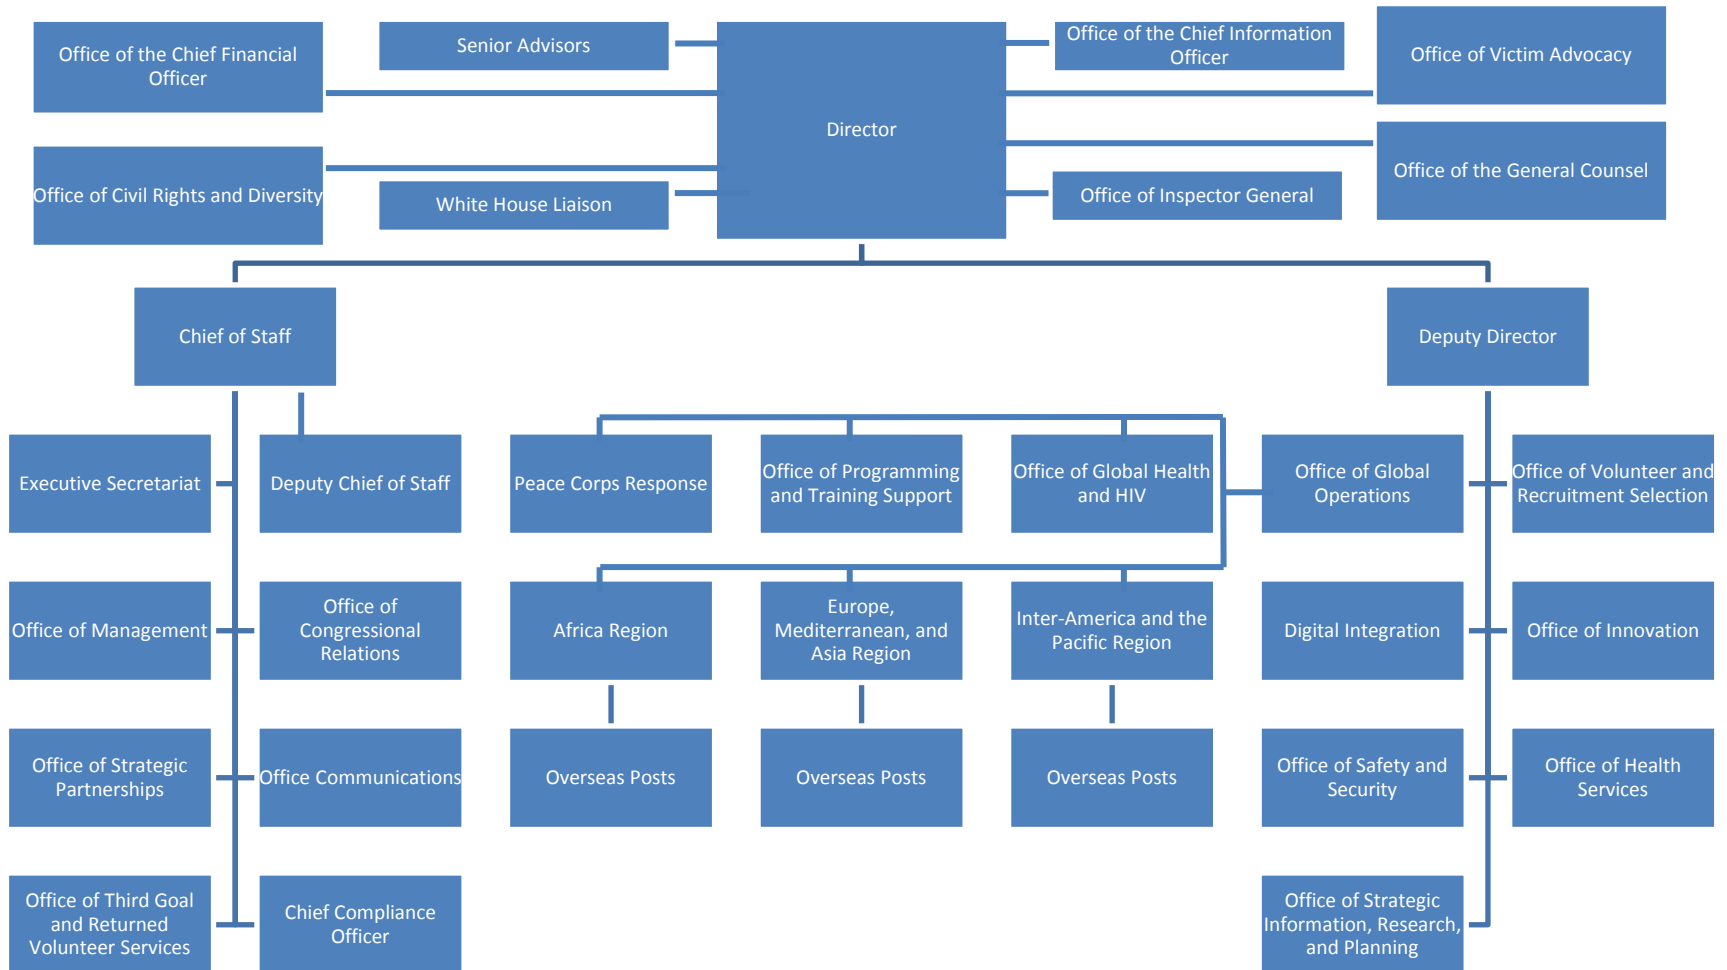 Office of the Chief Financial
Officer
Senior Advisors
Director
Office of the Chief Information
Officer
Office of Victim Advocacy
Office of Civil Rights and Diversity
White House Liaison
Office of Inspector General
Office of the General Counsel
Chief of Staff
Deputy Director
Executive Secretariat
Deputy Chief of Staff
Peace Corps Response
Office of Programming
and Training Support
Office of Global Health
and HIV
Office of Global
Operations
Office of Volunteer and
Recruitment Selection
Office of Management
Office of
Congressional
Relations
Africa Region
Europe,
Mediterranean, and
Asia Region
Inter-America and the
Pacific Region
Digital Integration
Office of Innovation
Office of Strategic
Partnerships
Office Communications
Overseas Posts
Overseas Posts
Overseas Posts
Office of Safety and
Security
Office of Health
Services
Office of Third Goal
and Returned
Volunteer Services
Chief Compliance
Officer
Office of Strategic
Information, Research,
and Planning